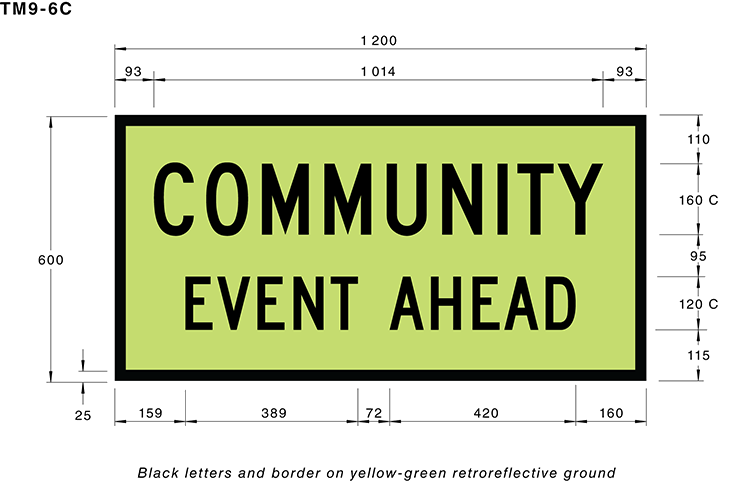 TM9-6C
1 200
93 1 014 93
110
COMMUNITY
160 C
600
95
EVENT AHEAD
120 C
115
25
159 389 72 420 160
Black letters and border on yellow-green retroreflective ground